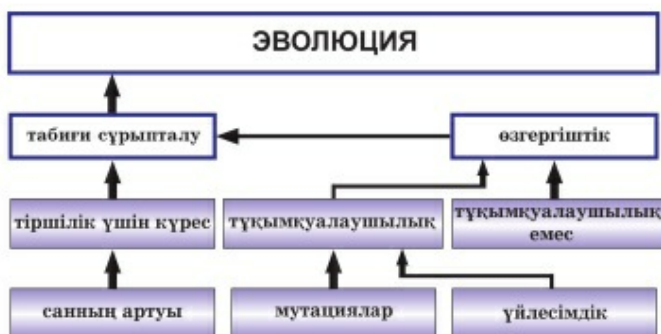 ЭВОЛЮЦИЯ
табиғи сұрыпталу
өзгергіштік
тіршілік үшін күрес
тұқымқуалаушылық
тұқымқуалаушылық
емес
санның артуы
мутациялар
үйлесімдік